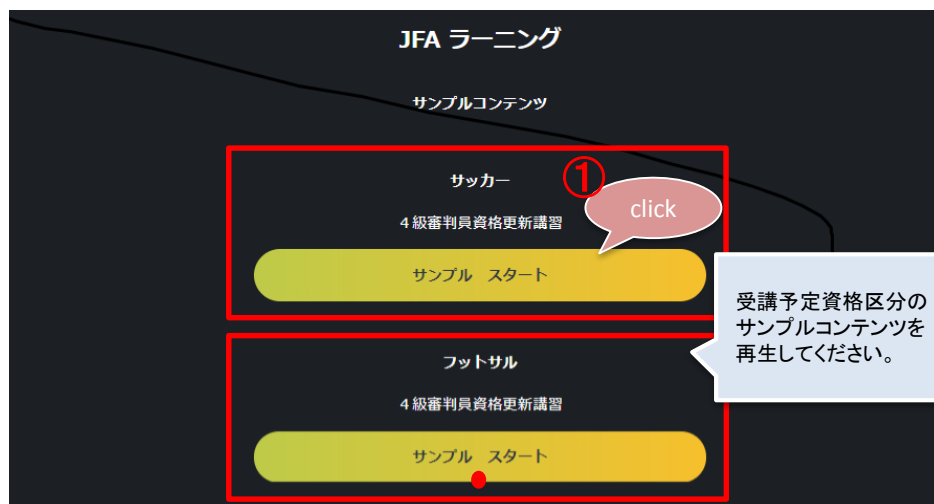 JFA ラーニング
サンプルコンテンツ
サッカー
①
click
4 級審判員資格更新講習
サンプル スタート
受講予定資格区分の
サンプルコンテンツを
再生してください。
フットサル
4 級審判員資格更新講習
サンプル スタート